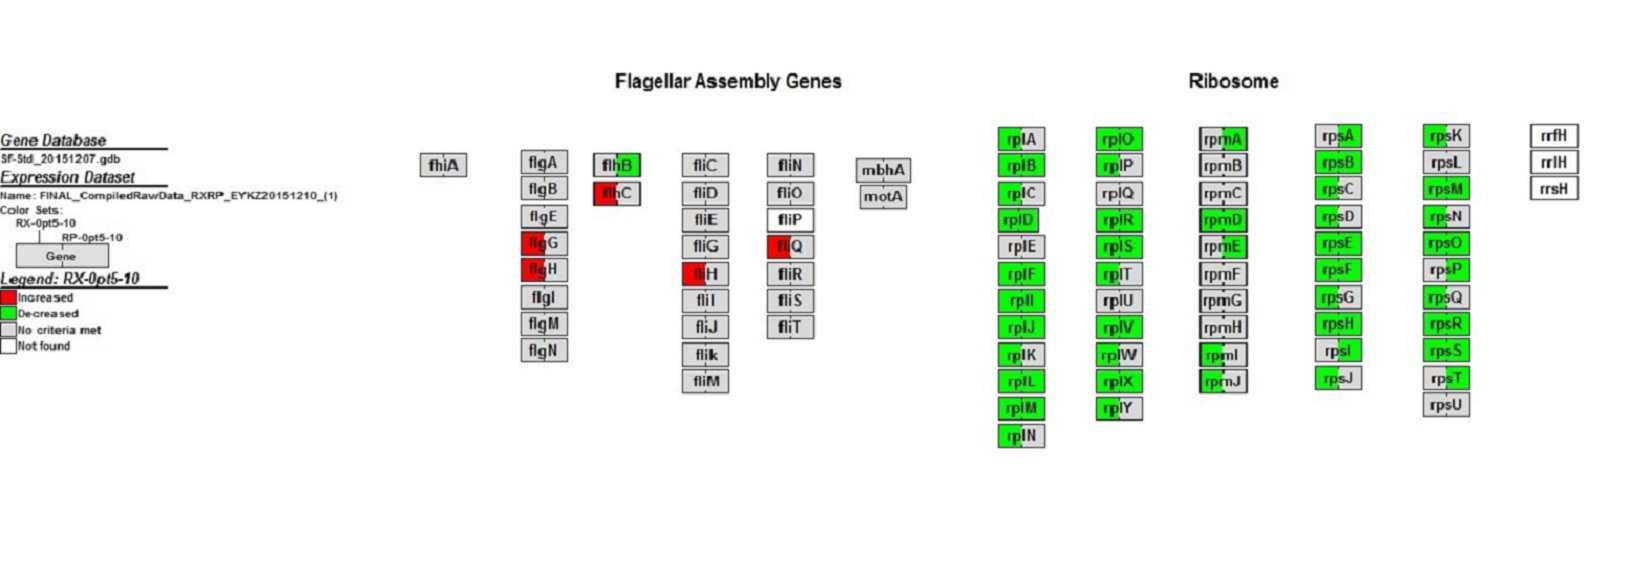 Flagellar Assembly Genes
Ribosome
Gene Database
SF-Std_20151207.gdb
Expression Dataset
Name: FINAL_CompiledRawData_RXRP_EYKZ20151210_(1)
Color Sets:
RX-0pt5-10
RP-0pt5-10
Gene
Legend: RX-0pt5-10
Increased
Decreased
No criteria met
Not found
fhiA
flgA
flgB
flgE
flgG
flgH
flgI
flgM
flgN
flhB
flhC
fliC
fliD
fliE
fliG
fliH
fliI
fliJ
flik
fliM
fliN
fliO
fliP
fliQ
fliR
fliS
fliT
mbhA
motA
rplA
rplB
rplC
rplD
rplE
rplF
rplI
rplJ
rplK
rplL
rplM
rplN
rplO
rplP
rplQ
rplR
rplS
rplT
rplU
rplV
rplW
rplX
rplY
rpmA
rpmB
rpmC
rpmD
rpmE
rpmF
rpmG
rpmH
rpmI
rpmJ
rpsA
rpsB
rpsC
rpsD
rpsE
rpsF
rpsG
rpsH
rpsI
rpsJ
rpsK
rpsL
rpsM
rpsN
rpsO
rpsP
rpsQ
rpsR
rpsS
rpsT
rpsU
rrfH
rrlH
rrsH